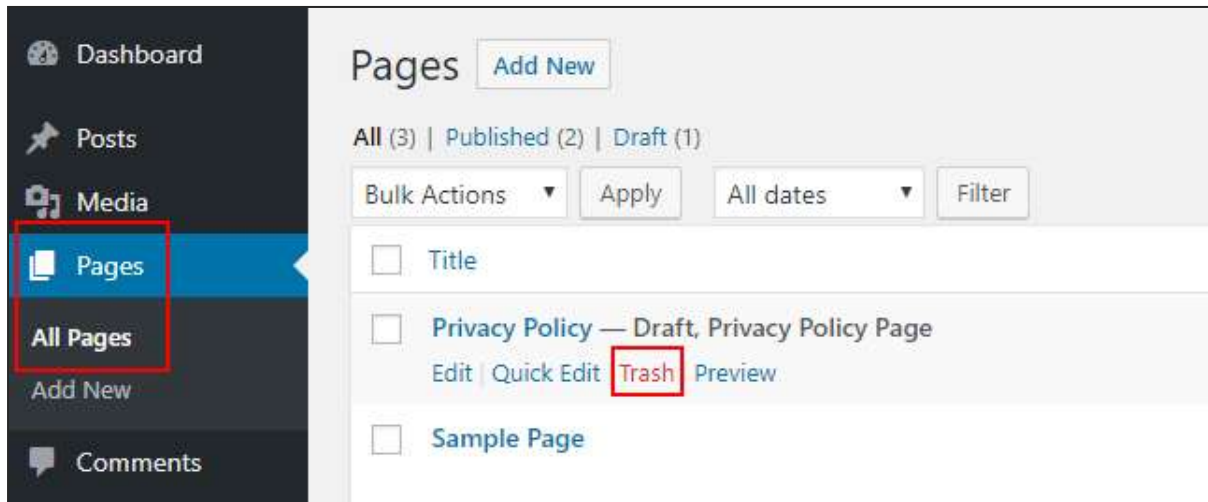 Dashboard
Posts
Media
Pages
All Pages
Add New
Comments
Pages Add New
All (3) | Published (2) | Draft (1)
Bulk Actions Apply All dates Filter
Title
Privacy Policy — Draft, Privacy Policy Page
Edit | Quick Edit | Trash | Preview
Sample Page